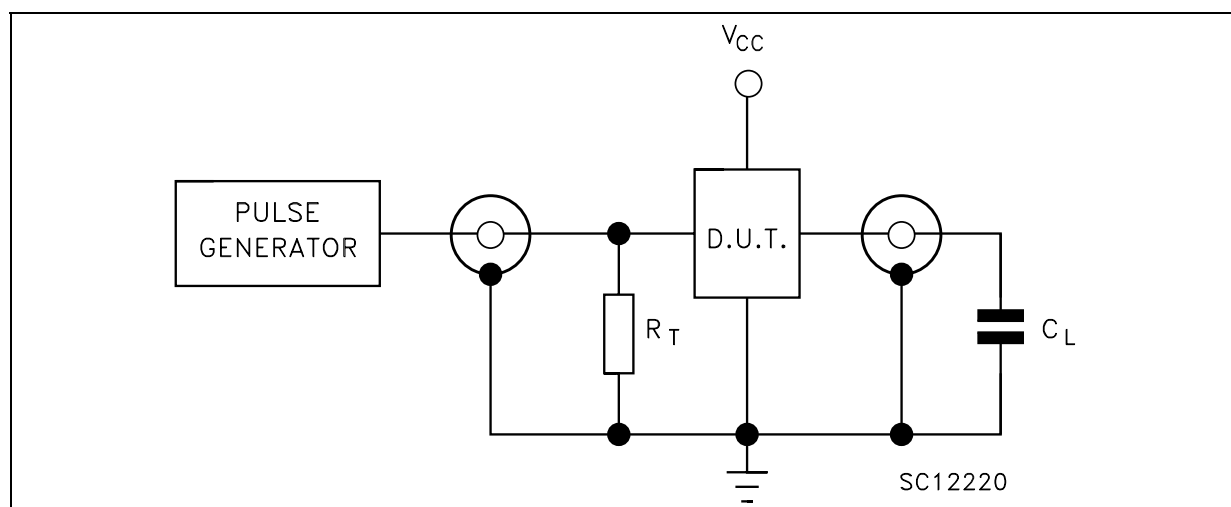 VCC
PULSE
GENERATOR
D.U.T.
RT
CL
SC12220